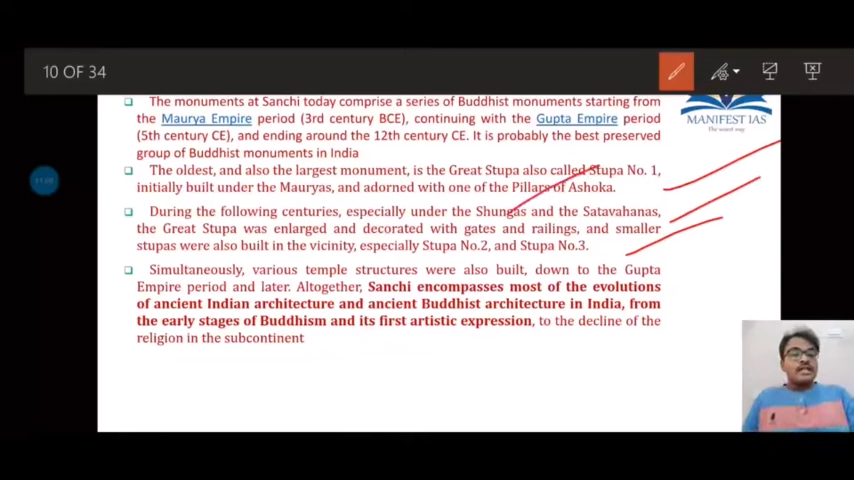 10 OF 34
The monuments at Sanchi today comprise a series of Buddhist monuments starting from
the Maurya Empire period (3rd century BCE), continuing with the Gupta Empire period
(5th century CE), and ending around the 12th century CE. It is probably the best preserved
group of Buddhist monuments in India
MANIFEST IAS
The oldest, and also the largest monument, is the Great Stupa also called Stupa No. 1,
initially built under the Mauryas, and adorned with one of the Pillars of Ashoka.
During the following centuries, especially under the Shungas and the Satavahanas,
the Great Stupa was enlarged and decorated with gates and railings, and smaller
stupas were also built in the vicinity, especially Stupa No.2, and Stupa No.3.
Simultaneously, various temple structures were also built, down to the Gupta
Empire period and later. Altogether, Sanchi encompasses most of the evolutions
of ancient Indian architecture and ancient Buddhist architecture in India, from
the early stages of Buddhism and its first artistic expression, to the decline of the
religion in the subcontinent